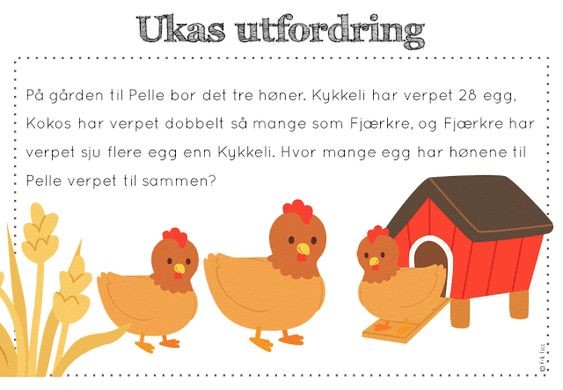 Ukas utfordring
På gården til Pelle bor det tre høner. Kykkeli har verpet 28 egg,
Kokos har verpet dobbelt så mange som Fjærkre, og Fjærkre har
verpet sju flere egg enn Kykkeli. Hvor mange egg har hønene til
Pelle verpet til sammen?